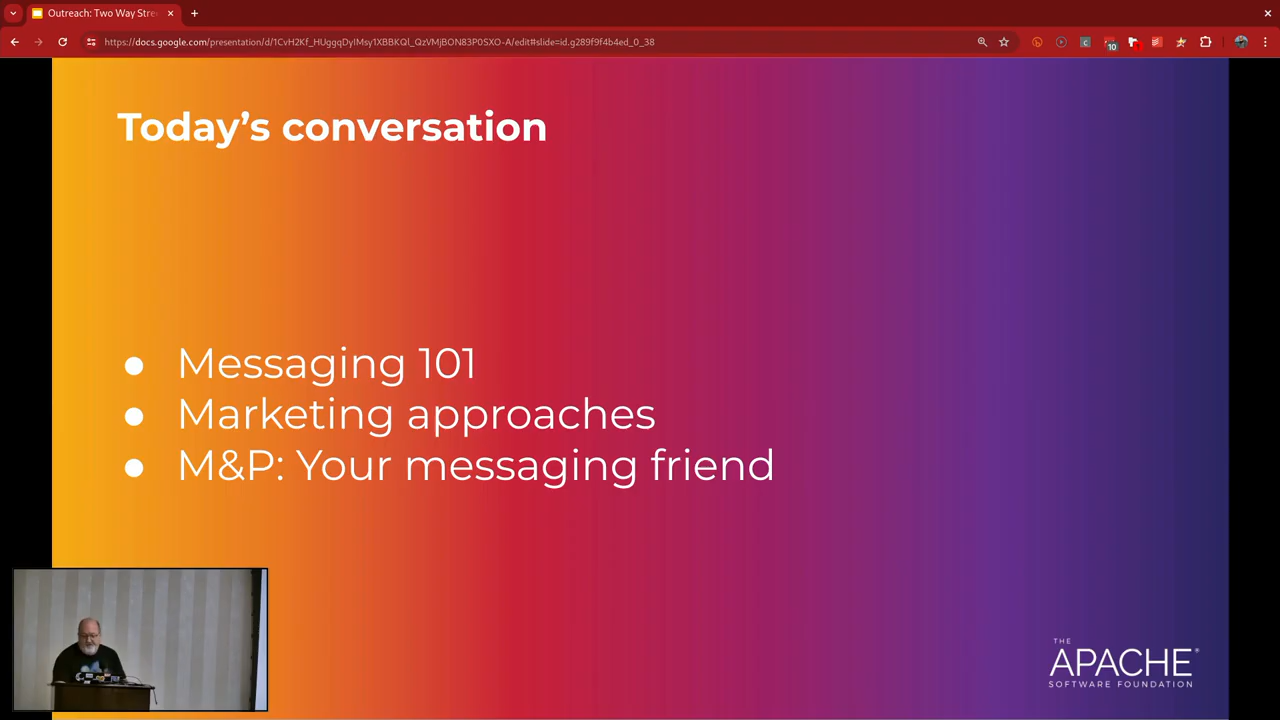 Outreach: Two Way Stre
https://docs.google.com/presentation/d/1CvH2Kf_HUggqDyIMsy1XBBKQl_QzVMjBON83P0SXO-A/edit#slide=id.g289f9f4b4ed_0_38
10
Today's conversation
● Messaging 101
● Marketing approaches
● M&P: Your messaging friend
THE
APACHE®
SOFTWARE FOUNDATION